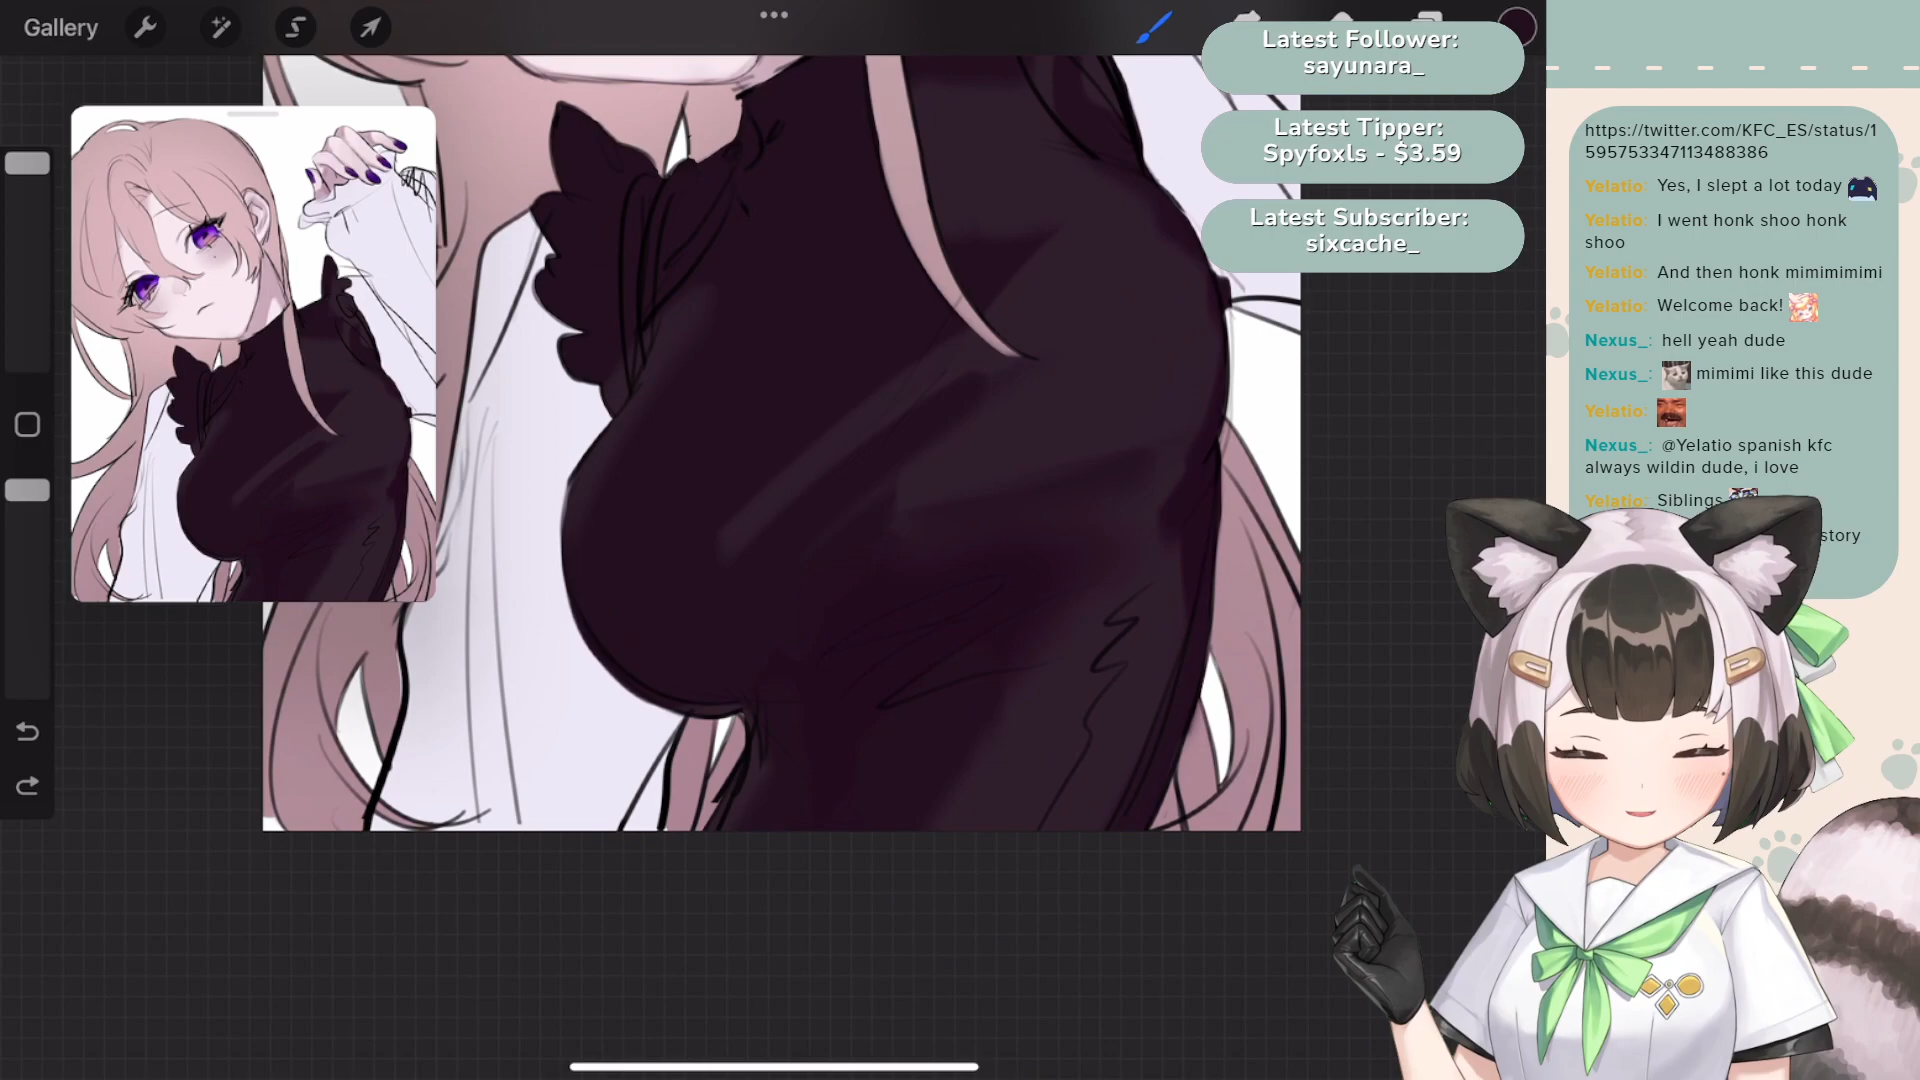 Gallery
Latest Follower:
sayunara_
Latest Tipper:
Spyfoxls - $3.59
Latest Subscriber:
sixcache_
https://twitter.com/KFC_ES/status/1
595753347113488386
Yelatio: Yes, I slept a lot today
Yelatio: I went honk shoo honk
shoo
Yelatio: And then honk mimimimimi
Yelatio: Welcome back!
Nexus_: hell yeah dude
Nexus_: mimimi like this dude
Yelatio:
Nexus_: @Yelatio spanish kfc
always wildin dude, i love
Yelatio: Siblings
story